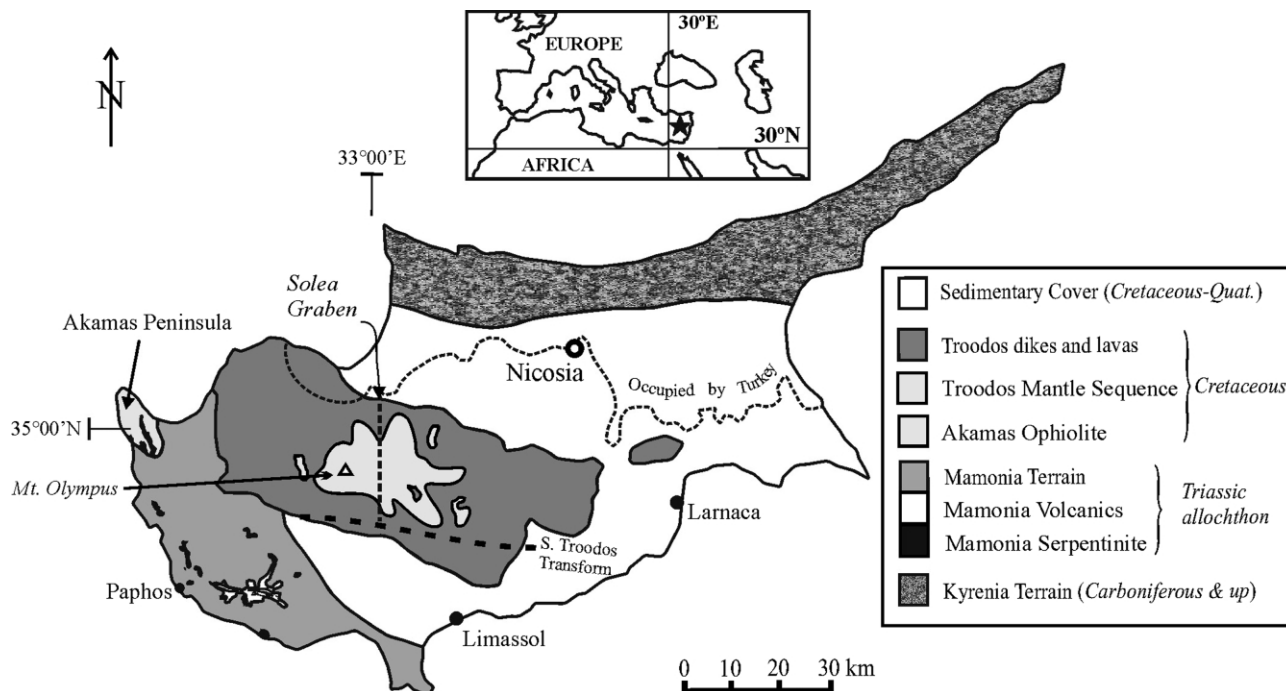 30°E
EUROPE
30°N
AFRICA
N
33°00'E
Solea
Graben
Akamas Peninsula
Nicosia
Occupied by Turkey
35°00'N
Mt. Olympus
Larnaca
S. Troodos
Transform
Paphos
Limassol
0 10 20 30 km
Sedimentary Cover (Cretaceous-Quat.)
Troodos dikes and lavas
Troodos Mantle Sequence
Cretaceous
Akamas Ophiolite
Mamonia Terrain
Mamonia Volcanics
Triassic
allochthon
Mamonia Serpentinite
Kyrenia Terrain (Carboniferous & up)